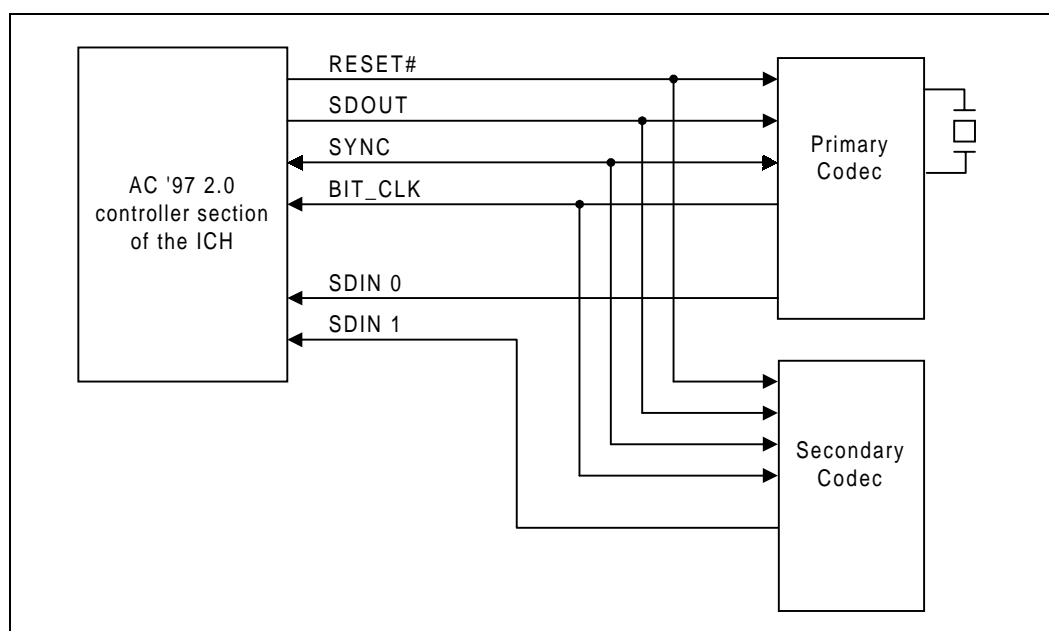 RESET#
SDOUT
SYNC
BIT_CLK
SDIN 0
SDIN 1
AC '97 2.0
controller section
of the ICH
Primary
Codec
Secondary
Codec